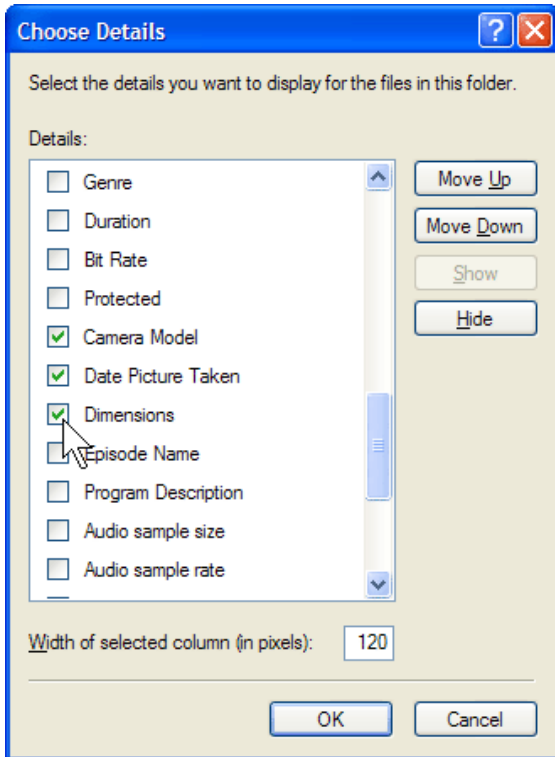 Choose Details
Select the details you want to display for the files in this folder.
Details:
Genre
Duration
Bit Rate
Protected
Camera Model
Date Picture Taken
Dimensions
Episode Name
Program Description
Audio sample size
Audio sample rate
Move Up
Move Down
Show
Hide
Width of selected column (in pixels): 120
OK Cancel